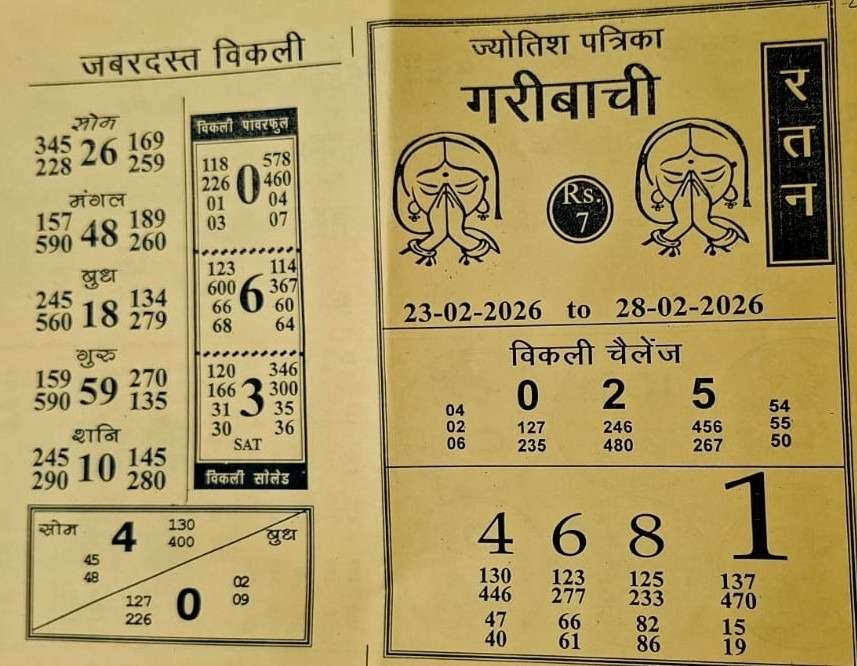 जबरदस्त विकली
सोम
345 26 169
228 259
मंगल
157 48 189
590 260
बुध
245 18 134
560 279
गुरु
159 59 270
590 135
शनि
245 10 145
290 280
विकली पावरफुल
118 0 578
226 460
01 04
03 07
123 6 114
600 367
66 60
68 64
120 3 346
166 300
31 35
30 36
SAT
विकली सोलेड
सोम 4 130
400
45
48
बुध
127 0 02
226 09
ज्योतिश पत्रिका
गरीबाची
रतन
Rs.
7
23-02-2026 to 28-02-2026
विकली चैलेंज
0 2 5
04 127 246 456 54
02 235 480 267 55
06 50
4 6 8 1
130 123 125 137
446 277 233 470
47 66 82 15
40 61 86 19